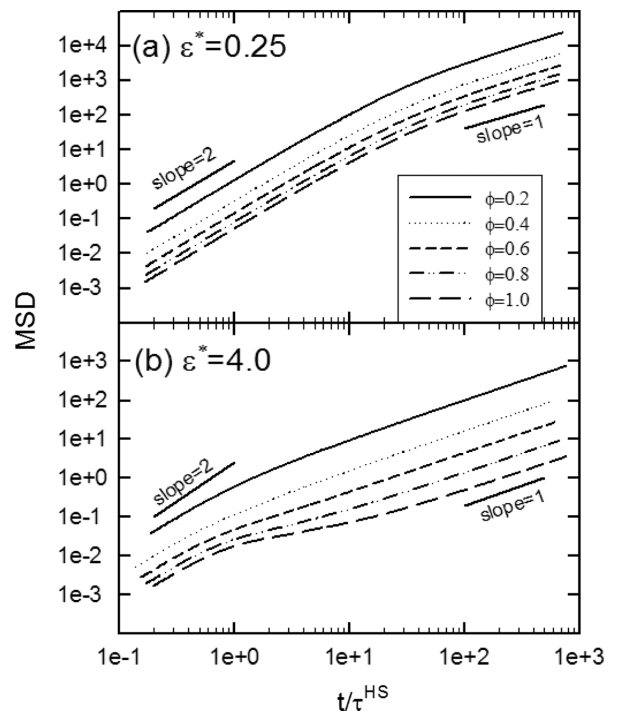 (a) ε*=0.25
1e+4
1e+3
1e+2
1e+1
1e+0
1e-1
1e-2
1e-3
slope=2
slope=1
ϕ=0.2
ϕ=0.4
ϕ=0.6
ϕ=0.8
ϕ=1.0
MSD
(b) ε*=4.0
1e+3
1e+2
1e+1
1e+0
1e-1
1e-2
1e-3
slope=2
slope=1
1e-1 1e+0 1e+1 1e+2 1e+3
t/τ^HS